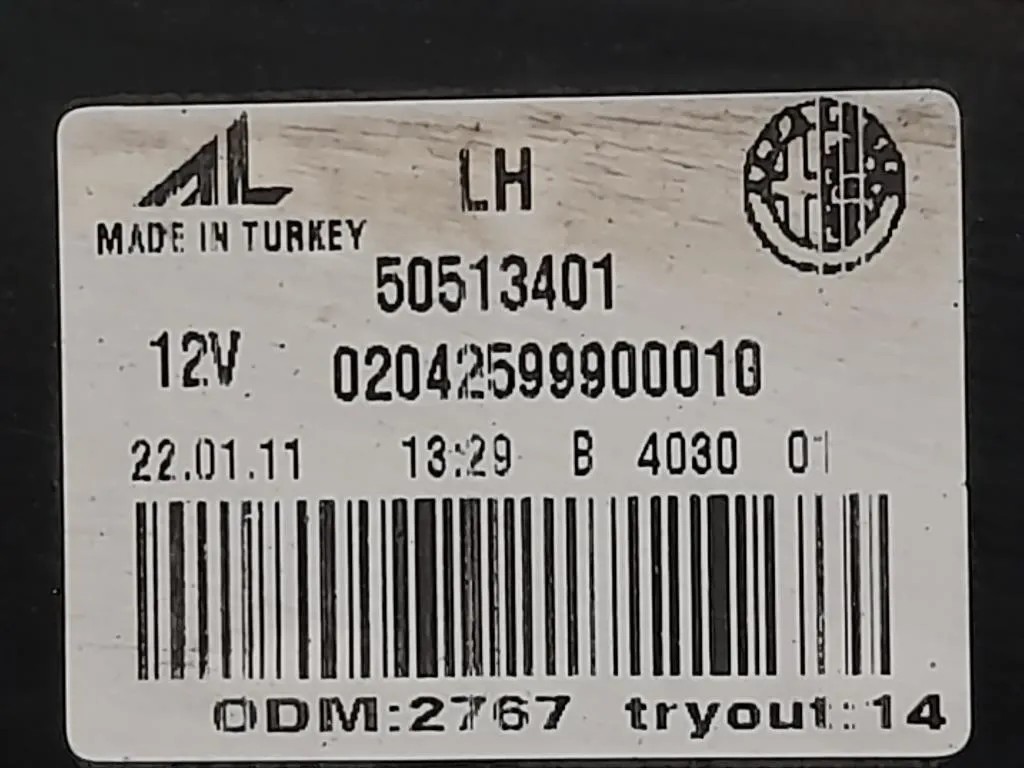 AL LH
MADE IN TURKEY
50513401
12V 02042599900010
22.01.11 13:29 B 4030 01
ODM:2767 tryout:14